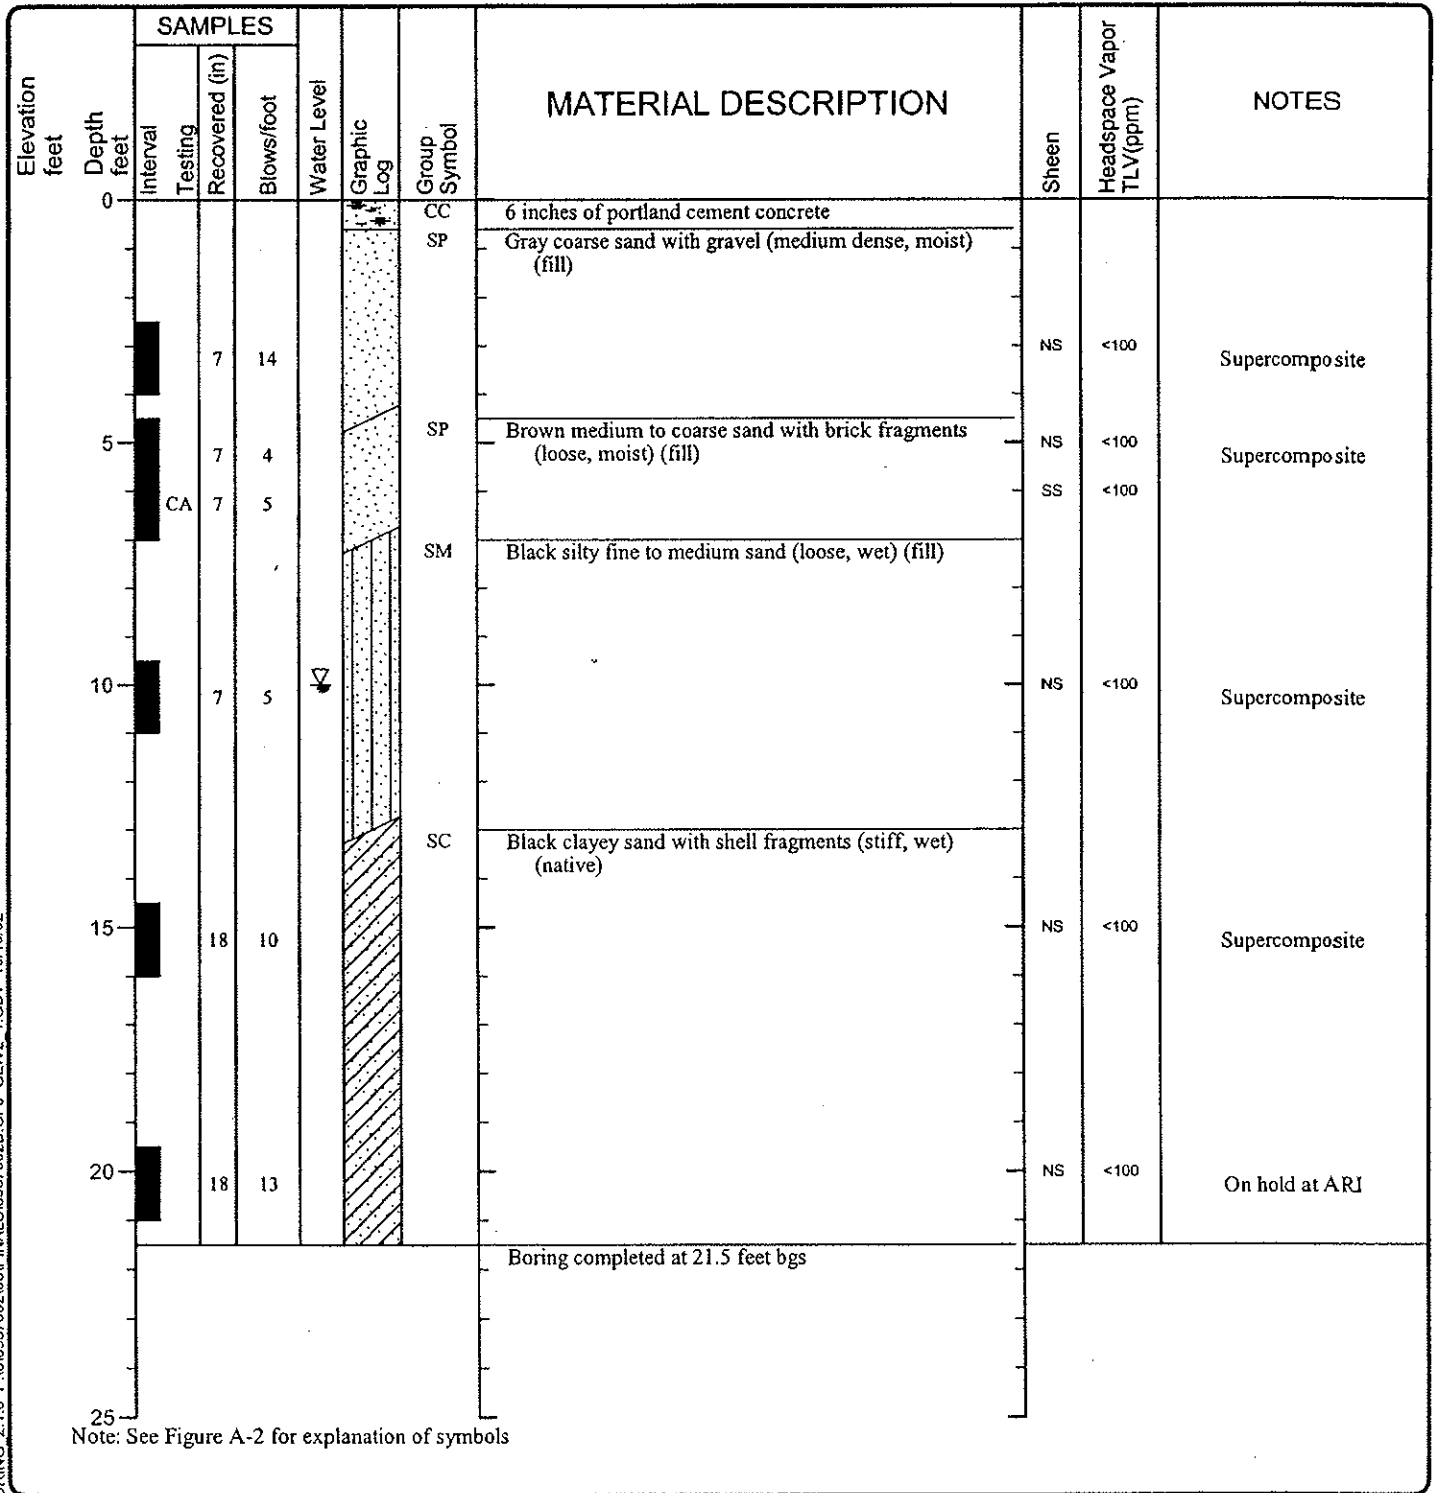 SAMPLES
Elevation
feet
Depth
feet
Interval
Testing
Recovered (in)
Blows/foot
Water Level
Graphic
Log
Group
Symbol
MATERIAL DESCRIPTION
Sheen
Headspace Vapor
TLV(ppm)
NOTES
0
CC 6 inches of portland cement concrete
SP Gray coarse sand with gravel (medium dense, moist)
(fill)
7 14 NS <100 Supercomposite
SP Brown medium to coarse sand with brick fragments
(loose, moist) (fill)
5 7 4 NS <100 Supercomposite
CA 7 5 SS <100
SM Black silty fine to medium sand (loose, wet) (fill)
10 7 5 NS <100 Supercomposite
SC Black clayey sand with shell fragments (stiff, wet)
(native)
15 18 10 NS <100 Supercomposite
20 18 13 NS <100 On hold at ARI
Boring completed at 21.5 feet bgs
25
Note: See Figure A-2 for explanation of symbols